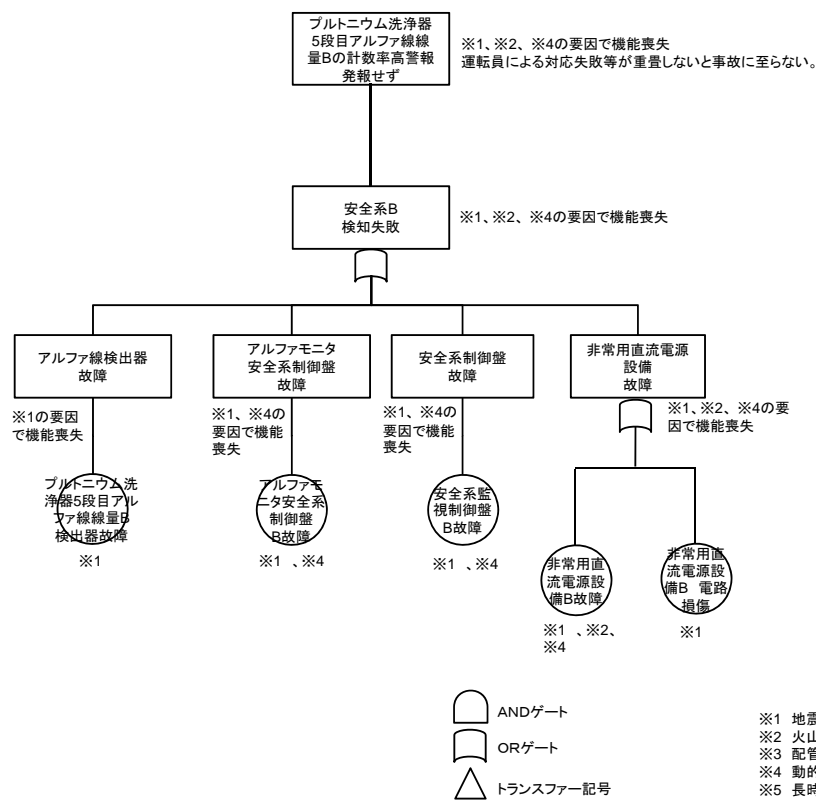 プルトニウム洗浄器
5段目アルファ線線
量Bの計数率高警報
発報せず
※1、※2、※4の要因で機能喪失
運転員による対応失敗等が重畳しないと事故に至らない。
安全系B
検知失敗
※1、※2、※4の要因で機能喪失
アルファ線検出器
故障
アルファモニタ
安全系制御盤
故障
安全系制御盤
故障
非常用直流電源
設備
故障
※1の要因
で機能喪失
※1、※4の
要因で機能
喪失
※1、※4の
要因で機能
喪失
※1、※2、※4の要
因で機能喪失
プルトニウム洗
浄器5段目アル
ファ線線量B
検出器故障
※1
アルファモ
ニタ安全系
制御盤
B故障
※1 、※4
安全系監
視制御盤
B故障
※1 、※4
非常用直
流電源設
備B故障
※1 、※2、
※4
非常用直
流電源設
備B 電路
損傷
※1
ANDゲート
ORゲート
トランスファー記号
※1 地震
※2 火山
※3 配管
※4 動的
※5 長時